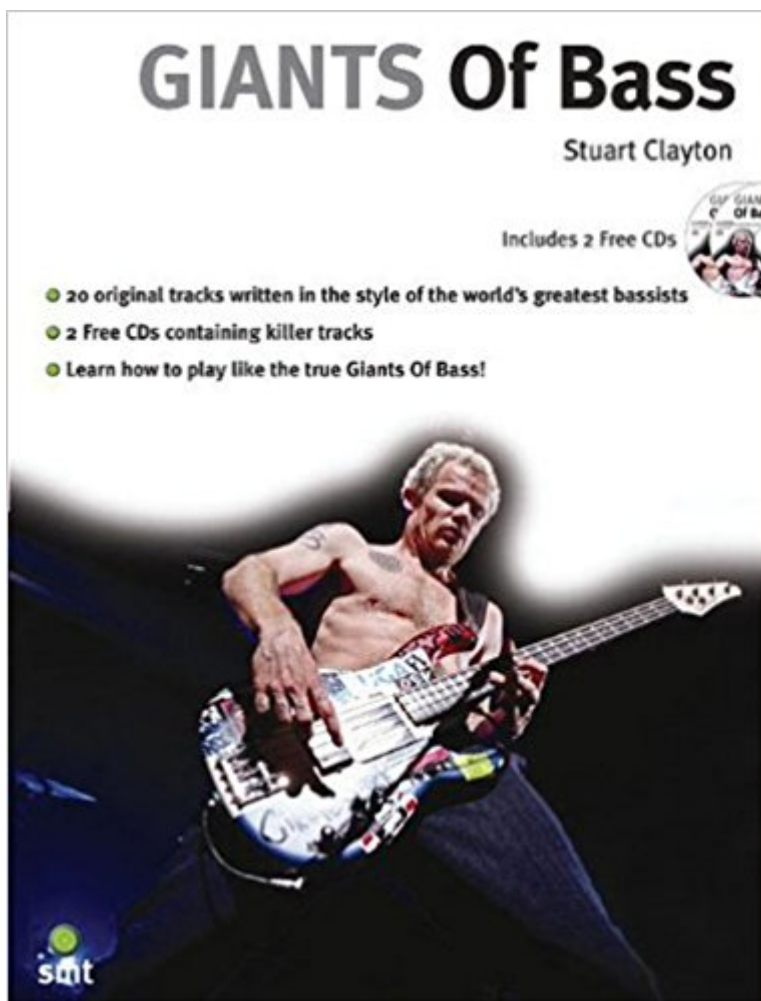 GIANTS Of Bass
Stuart Clayton
Includes 2 Free CDs
20 original tracks written in the style of the world's greatest bassists
2 Free CDs containing killer tracks
Learn how to play like the true Giants Of Bass!
smt